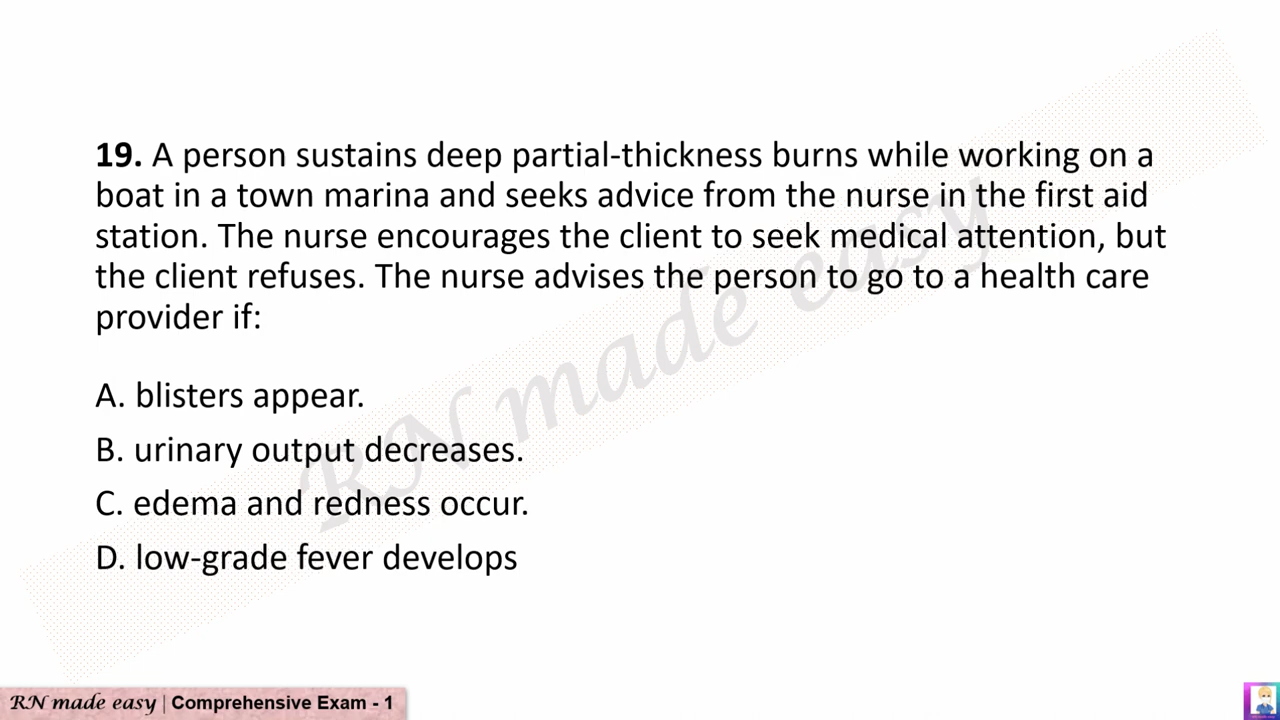 19. A person sustains deep partial-thickness burns while working on a
boat in a town marina and seeks advice from the nurse in the first aid
station. The nurse encourages the client to seek medical attention, but
the client refuses. The nurse advises the person to go to a health care
provider if:
A. blisters appear.
B. urinary output decreases.
C. edema and redness occur.
D. low-grade fever develops
RN made easy
RN made easy | Comprehensive Exam - 1